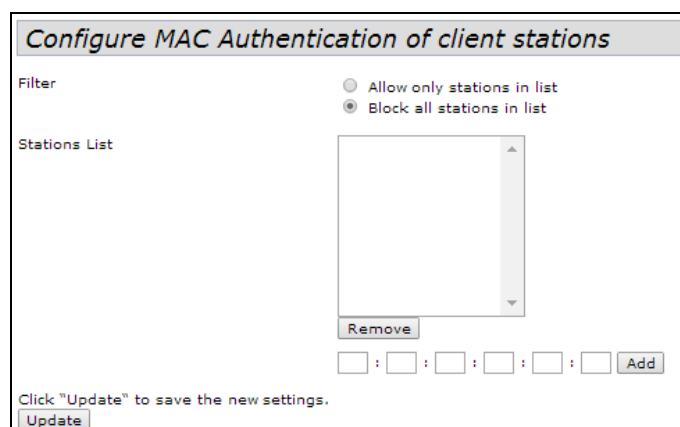 Configure MAC Authentication of client stations
Filter
Allow only stations in list
Block all stations in list
Stations List
Remove
: : : : : Add
Click "Update" to save the new settings.
Update